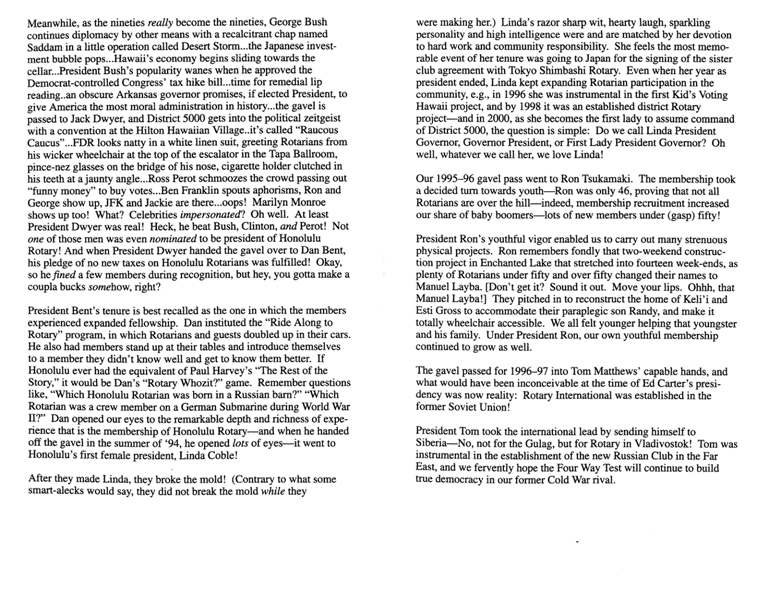 Meanwhile, as the nineties really become the nineties, George Bush
continues diplomacy by other means with a recalcitrant chap named
Saddam in a little operation called Desert Storm...the Japanese invest-
ment bubble pops...Hawaii's economy begins sliding towards the
cellar...President Bush's popularity wanes when he approved the
Democrat-controlled Congress' tax hike bill...time for remedial lip
reading..an obscure Arkansas governor promises, if elected President, to
give America the most moral administration in history...the gavel is
passed to Jack Dwyer, and District 5000 gets into the political zeitgeist
with a convention at the Hilton Hawaiian Village..it's called "Raucous
Caucus"...FDR looks natty in a white linen suit, greeting Rotarians from
his wicker wheelchair at the top of the escalator in the Tapa Ballroom,
pince-nez glasses on the bridge of his nose, cigarette holder clutched in
his teeth at a jaunty angle...Ross Perot schmoozes the crowd passing out
"funny money" to buy votes...Ben Franklin spouts aphorisms, Ron and
George show up, JFK and Jackie are there...oops! Marilyn Monroe
shows up too! What? Celebrities impersonated? Oh well. At least
President Dwyer was real! Heck, he beat Bush, Clinton, and Perot! Not
one of those men was even nominated to be president of Honolulu
Rotary! And when President Dwyer handed the gavel over to Dan Bent,
his pledge of no new taxes on Honolulu Rotarians was fulfilled! Okay,
so he fined a few members during recognition, but hey, you gotta make a
coupla bucks somehow, right?
President Bent's tenure is best recalled as the one in which the members
experienced expanded fellowship. Dan instituted the "Ride Along to
Rotary" program, in which Rotarians and guests doubled up in their cars.
He also had members stand up at their tables and introduce themselves
to a member they didn't know well and get to know them better. If
Honolulu ever had the equivalent of Paul Harvey's "The Rest of the
Story," it would be Dan's "Rotary Whozit?" game. Remember questions
like, "Which Honolulu Rotarian was born in a Russian barn?" "Which
Rotarian was a crew member on a German Submarine during World War
II?" Dan opened our eyes to the remarkable depth and richness of expe-
rience that is the membership of Honolulu Rotary—and when he handed
off the gavel in the summer of '94, he opened lots of eyes—it went to
Honolulu's first female president, Linda Coble!
After they made Linda, they broke the mold! (Contrary to what some
smart-alecks would say, they did not break the mold while they
were making her.) Linda's razor sharp wit, hearty laugh, sparkling
personality and high intelligence were and are matched by her devotion
to hard work and community responsibility. She feels the most memo-
rable event of her tenure was going to Japan for the signing of the sister
club agreement with Tokyo Shimbashi Rotary. Even when her year as
president ended, Linda kept expanding Rotarian participation in the
community, e.g., in 1996 she was instrumental in the first Kid's Voting
Hawaii project, and by 1998 it was an established district Rotary
project—and in 2000, as she becomes the first lady to assume command
of District 5000, the question is simple: Do we call Linda President
Governor, Governor President, or First Lady President Governor? Oh
well, whatever we call her, we love Linda!
Our 1995-96 gavel pass went to Ron Tsukamaki. The membership took
a decided turn towards youth—Ron was only 46, proving that not all
Rotarians are over the hill—indeed, membership recruitment increased
our share of baby boomers—lots of new members under (gasp) fifty!
President Ron's youthful vigor enabled us to carry out many strenuous
physical projects. Ron remembers fondly that two-weekend construc-
tion project in Enchanted Lake that stretched into fourteen week-ends, as
plenty of Rotarians under fifty and over fifty changed their names to
Manuel Layba. [Don't get it? Sound it out. Move your lips. Ohhh, that
Manuel Layba!] They pitched in to reconstruct the home of Keli'i and
Esti Gross to accommodate their paraplegic son Randy, and make it
totally wheelchair accessible. We all felt younger helping that youngster
and his family. Under President Ron, our own youthful membership
continued to grow as well.
The gavel passed for 1996-97 into Tom Matthews' capable hands, and
what would have been inconceivable at the time of Ed Carter's presi-
dency was now reality: Rotary International was established in the
former Soviet Union!
President Tom took the international lead by sending himself to
Siberia—No, not for the Gulag, but for Rotary in Vladivostok! Tom was
instrumental in the establishment of the new Russian Club in the Far
East, and we fervently hope the Four Way Test will continue to build
true democracy in our former Cold War rival.